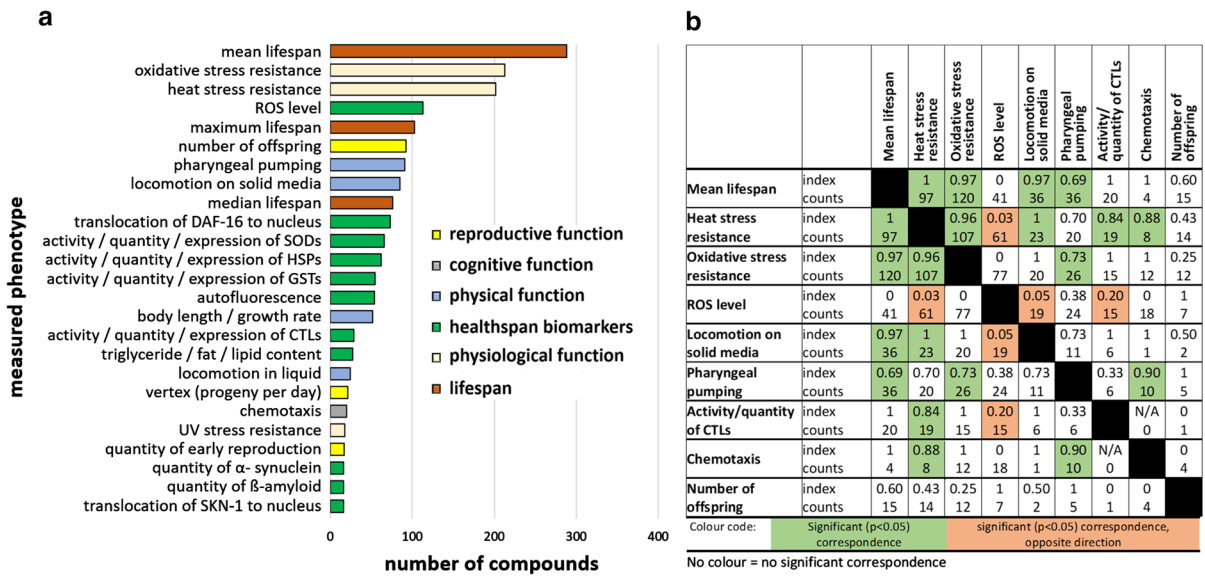 a
measured phenotype
mean lifespan
oxidative stress resistance
heat stress resistance
ROS level
maximum lifespan
number of offspring
pharyngeal pumping
locomotion on solid media
median lifespan
translocation of DAF-16 to nucleus
activity / quantity / expression of SODs
activity / quantity / expression of HSPs
activity / quantity / expression of GSTs
autofluorescence
body length / growth rate
activity / quantity / expression of CTLs
triglyceride / fat / lipid content
locomotion in liquid
vertex (progeny per day)
chemotaxis
UV stress resistance
quantity of early reproduction
quantity of α- synuclein
quantity of ß-amyloid
translocation of SKN-1 to nucleus
0 100 200 300 400
number of compounds
reproductive function
cognitive function
physical function
healthspan biomarkers
physiological function
lifespan
b
Mean lifespan
Heat stress
resistance
Oxidative stress
resistance
ROS level
Locomotion on
solid media
Pharyngeal
pumping
Activity/
quantity of CTLs
Chemotaxis
Number of
offspring
Mean lifespan index 1 0.97 0 0.97 0.69 1 1 0.60
counts 97 120 41 36 36 20 4 15
Heat stress index 1 0.96 0.03 1 0.70 0.84 0.88 0.43
resistance counts 97 107 61 23 20 19 8 14
Oxidative stress index 0.97 0.96 0 1 0.73 1 1 0.25
resistance counts 120 107 77 20 26 15 12 12
ROS level index 0 0.03 0 0.05 0.38 0.20 0 1
counts 41 61 77 19 24 15 18 7
Locomotion on index 0.97 1 1 0.05 0.73 1 1 0.50
solid media counts 36 23 20 19 11 6 1 2
Pharyngeal index 0.69 0.70 0.73 0.38 0.73 0.33 0.90 1
pumping counts 36 20 26 24 11 6 10 5
Activity/quantity index 1 0.84 1 0.20 1 0.33 N/A 0
of CTLs counts 20 19 15 15 6 6 0 1
Chemotaxis index 1 0.88 1 0 1 0.90 N/A 0
counts 4 8 12 18 1 10 0 4
Number of index 0.60 0.43 0.25 1 0.50 1 0 0
offspring counts 15 14 12 7 2 5 1 4
Colour code:
Significant (p<0.05)
correspondence
significant (p<0.05) correspondence,
opposite direction
No colour = no significant correspondence